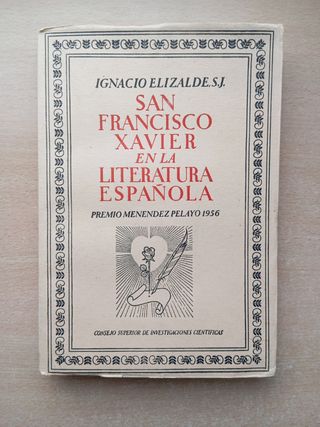 IGNACIO ELIZALDE. S.J.
SAN
FRANCISCO
XAVIER
EN LA
LITERATURA
ESPAÑOLA
PREMIO MENENDEZ PELAYO 1956
CONSEJO SUPERIOR DE INVESTIGACIONES CIENTIFICAS